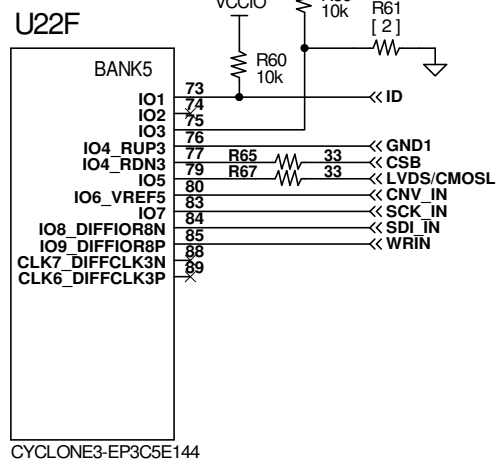 VCCIO
10k
R61
[ 2 ]
U22F
R60
10k
BANK5
IO1 73 ID
IO2 74
IO3 75
IO4_RUP3 76 GND1
IO4_RDN3 77 R65 33 CSB
IO5 79 R67 33 LVDS/CMOSL
IO6_VREF5 80 CNV_IN
IO7 83 SCK_IN
IO8_DIFFIOR8N 84 SDI_IN
IO9_DIFFIOR8P 85 WRIN
CLK7_DIFFCLK3N 88
CLK6_DIFFCLK3P 89
CYCLONE3-EP3C5E144